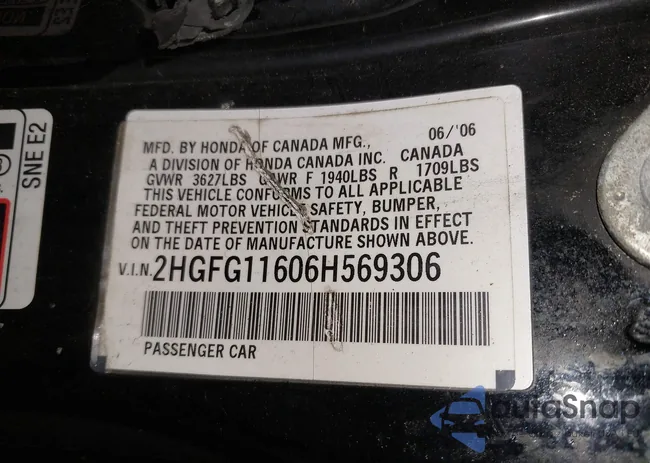 SNE E2
MFD. BY HONDA OF CANADA MFG., 06/'06
A DIVISION OF HONDA CANADA INC. CANADA
GVWR 3627LBS GAWR F 1940LBS R 1709LBS
THIS VEHICLE CONFORMS TO ALL APPLICABLE
FEDERAL MOTOR VEHICLE SAFETY, BUMPER,
AND THEFT PREVENTION STANDARDS IN EFFECT
ON THE DATE OF MANUFACTURE SHOWN ABOVE.
V.I.N. 2HGFG11606H569306
PASSENGER CAR
AutoSnap